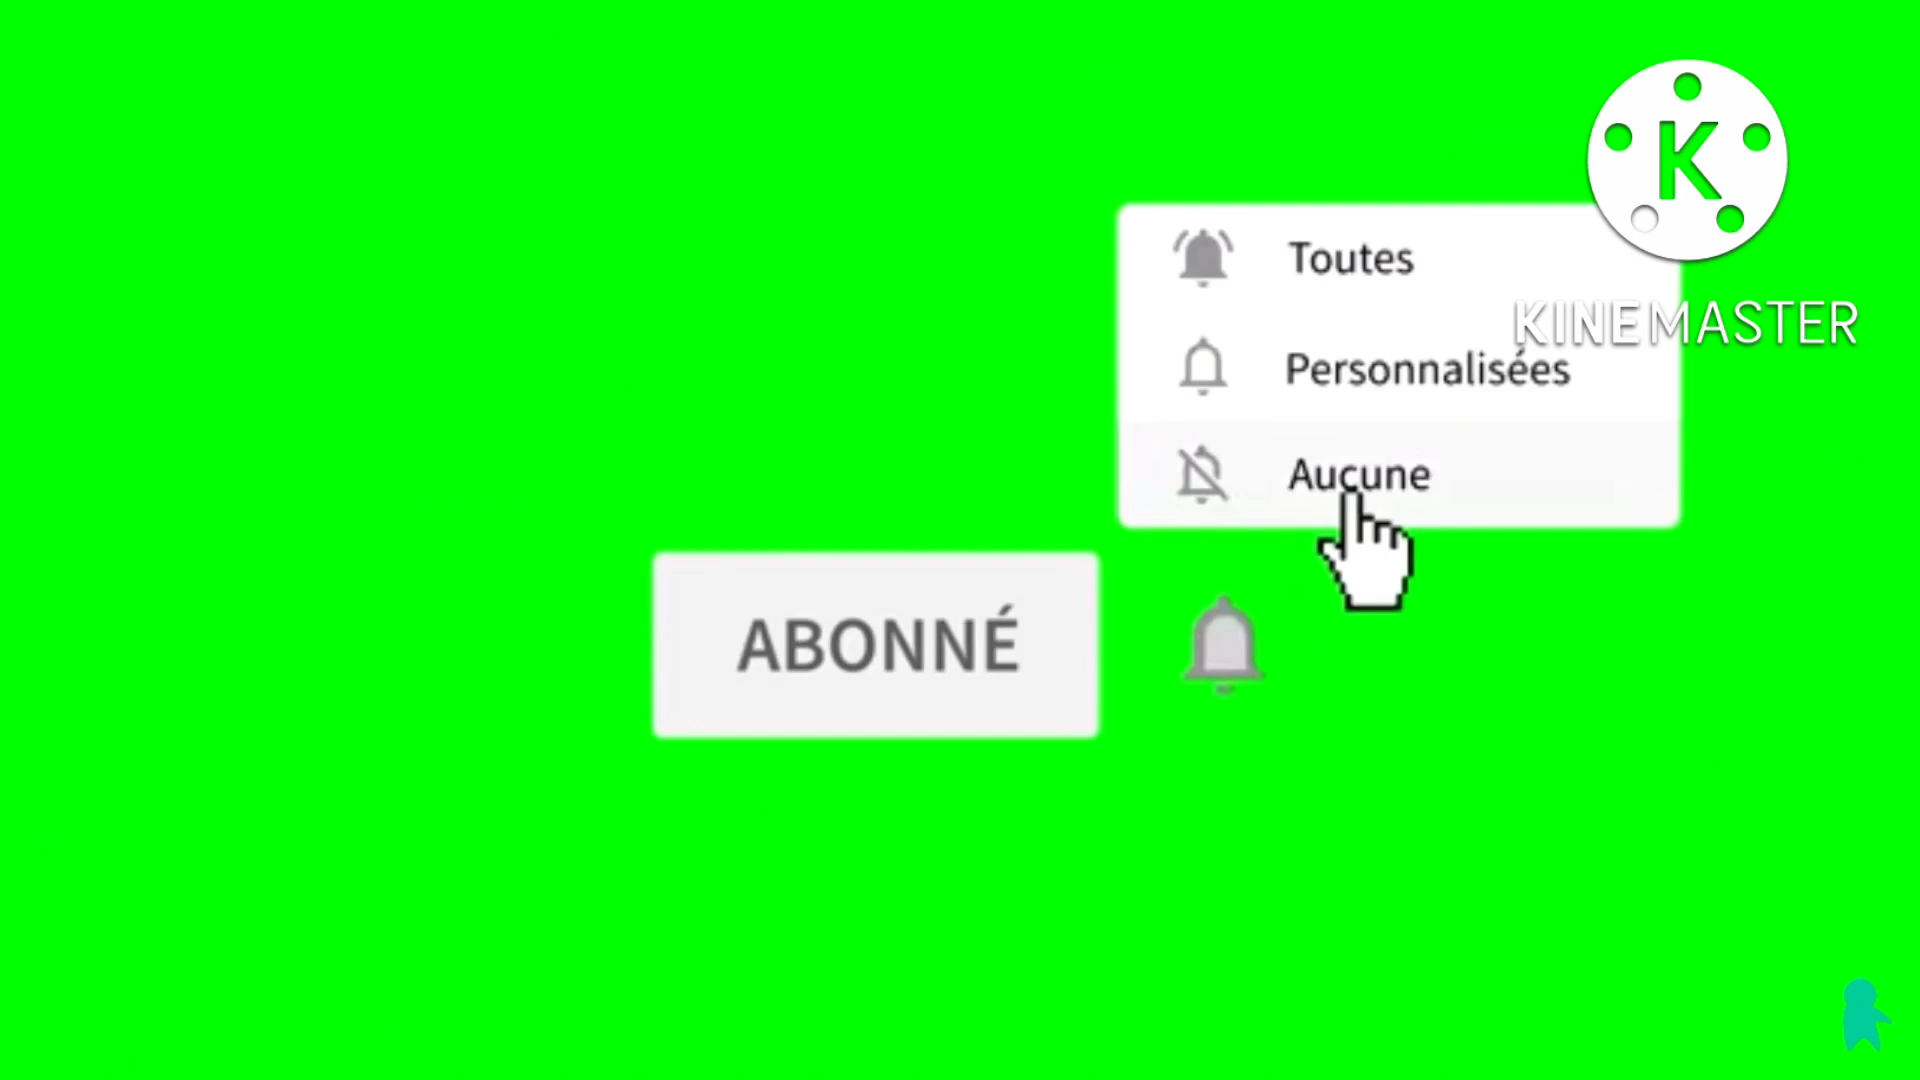 K
Toutes
KINEMASTER
Personnalisées
Aucune
ABONNÉ